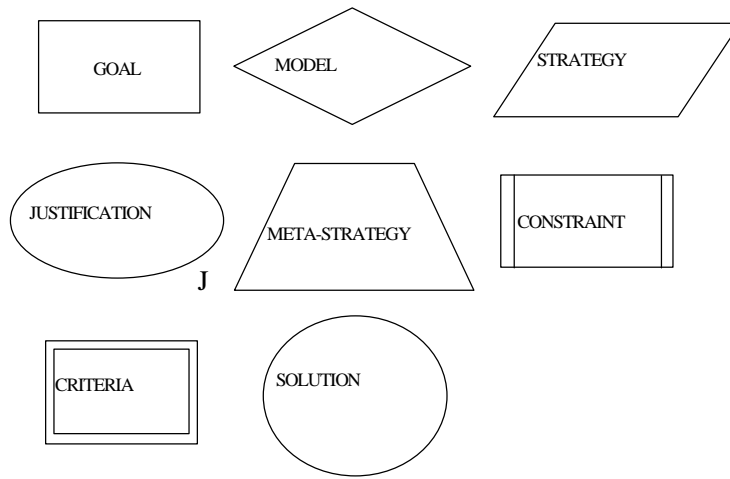 GOAL
MODEL
STRATEGY
JUSTIFICATION
J
META-STRATEGY
CONSTRAINT
CRITERIA
SOLUTION